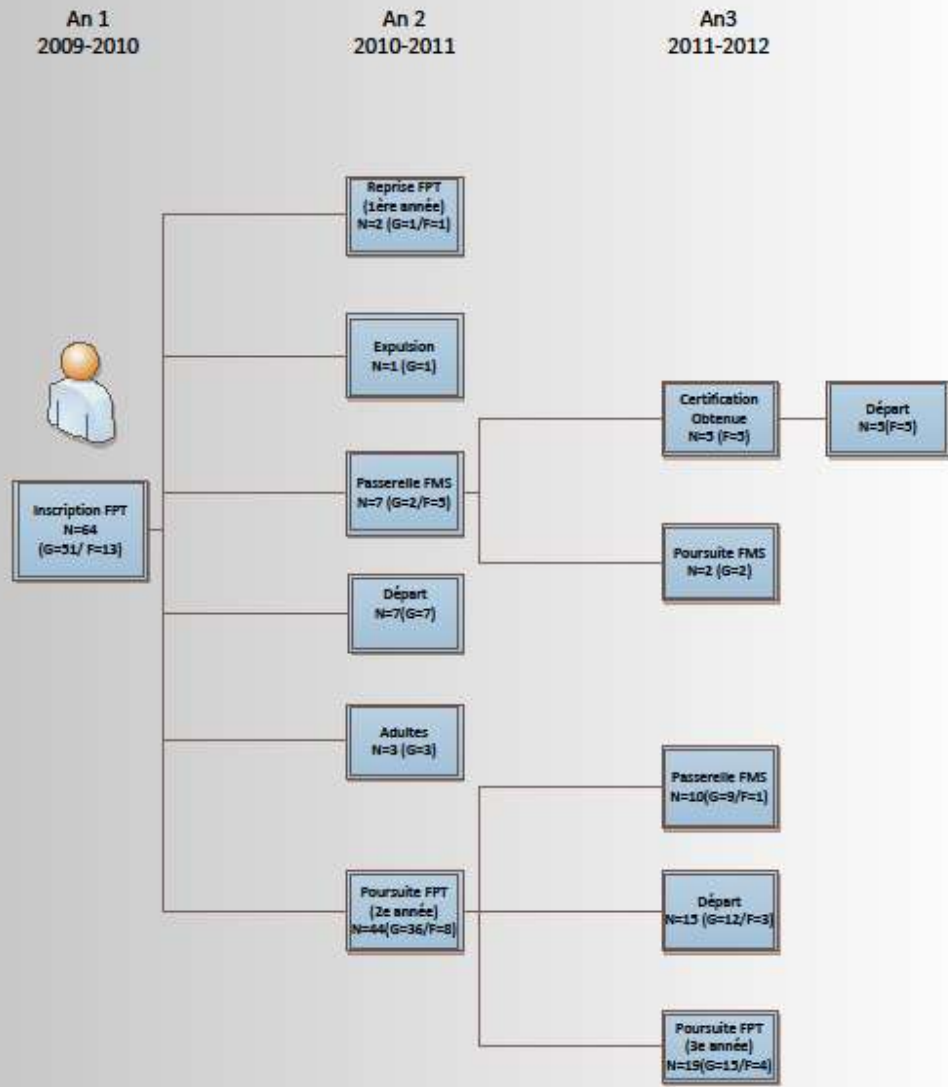 An 1
2009-2010
An 2
2010-2011
An3
2011-2012
Inscription FPT
N=64
(G=51/ F=13)
Reprise FPT
(1ère année)
N=2 (G=1/F=1)
Expulsion
N=1 (G=1)
Passerelle FMS
N=7 (G=2/F=5)
Départ
N=7(G=7)
Adultes
N=3 (G=3)
Poursuite FPT
(2e année)
N=44(G=36/F=8)
Certification
Obtenue
N=5 (F=5)
Départ
N=5(F=5)
Poursuite FMS
N=2 (G=2)
Passerelle FMS
N=10(G=9/F=1)
Départ
N=15 (G=12/F=3)
Poursuite FPT
(3e année)
N=19(G=15/F=4)